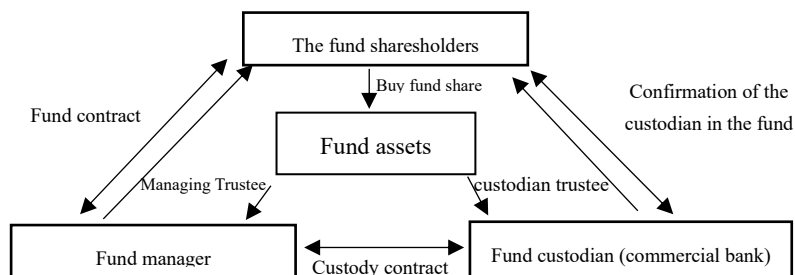 The fund sharesholders
Buy fund share
Fund contract
Confirmation of the
custodian in the fund
Fund assets
Managing Trustee
custodian trustee
Fund manager
Custody contract
Fund custodian (commercial bank)